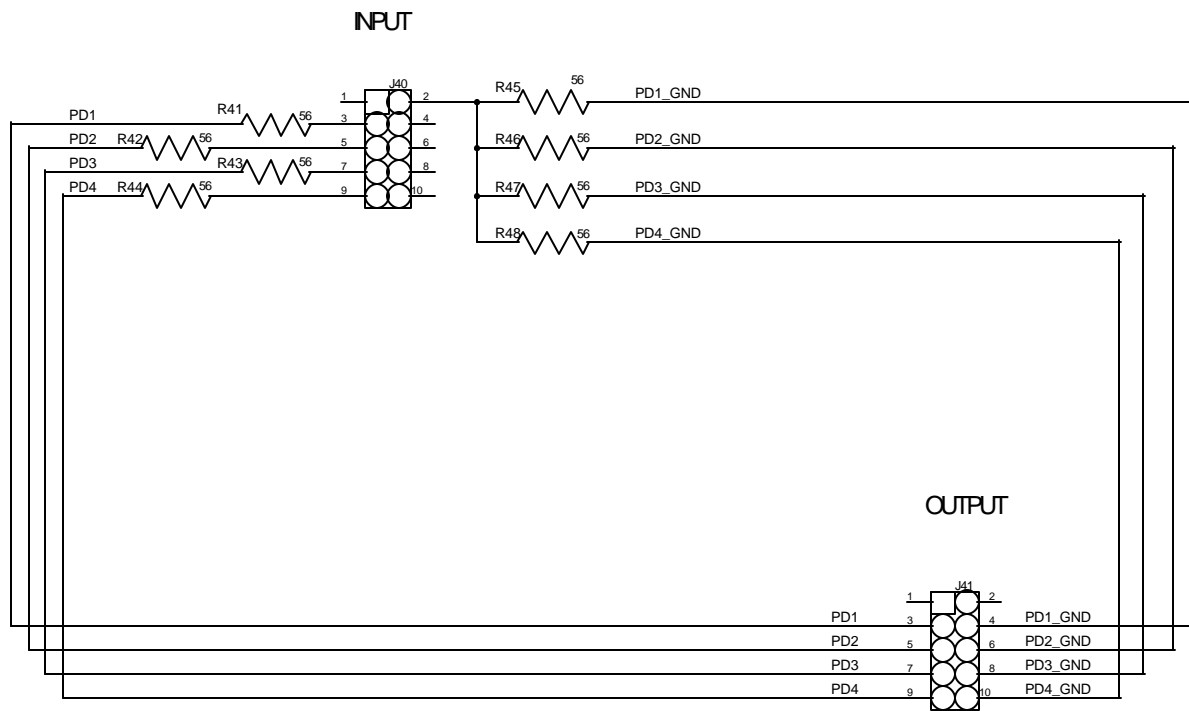 INPUT
J40
R45 56 PD1_GND
1 2
PD1 R41 56 3 4
PD2 R42 56 5 6 R46 56 PD2_GND
PD3 R43 56 7 8
PD4 R44 56 9 10 R47 56 PD3_GND
R48 56 PD4_GND
OUTPUT
J41
1 2
PD1 3 4 PD1_GND
PD2 5 6 PD2_GND
PD3 7 8 PD3_GND
PD4 9 10 PD4_GND